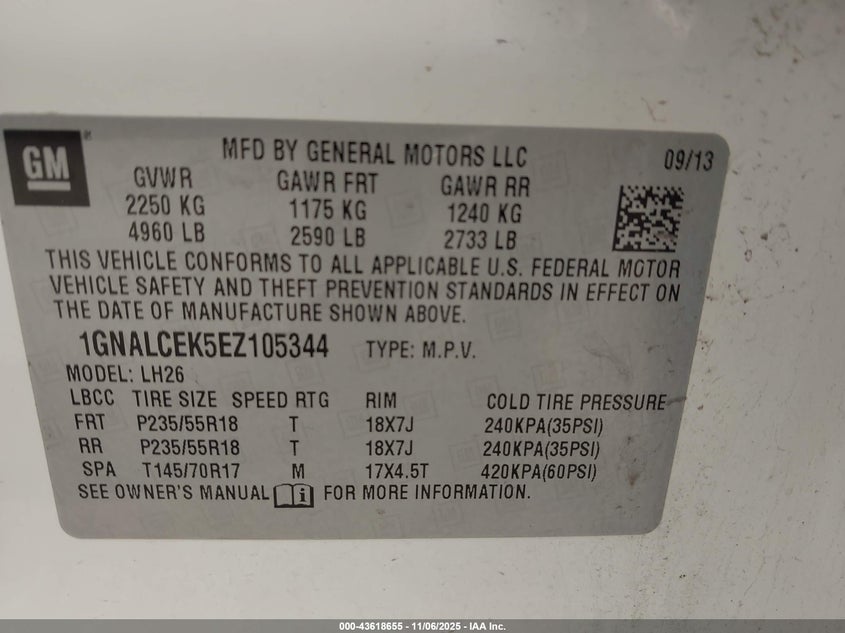 GM
MFD BY GENERAL MOTORS LLC 09/13
GVWR GAWR FRT GAWR RR
2250 KG 1175 KG 1240 KG
4960 LB 2590 LB 2733 LB
THIS VEHICLE CONFORMS TO ALL APPLICABLE U.S. FEDERAL MOTOR
VEHICLE SAFETY AND THEFT PREVENTION STANDARDS IN EFFECT ON
THE DATE OF MANUFACTURE SHOWN ABOVE.
1GNALCEK5EZ105344 TYPE: M.P.V.
MODEL: LH26
LBCC TIRE SIZE SPEED RTG RIM COLD TIRE PRESSURE
FRT P235/55R18 T 18X7J 240KPA(35PSI)
RR P235/55R18 T 18X7J 240KPA(35PSI)
SPA T145/70R17 M 17X4.5T 420KPA(60PSI)
SEE OWNER'S MANUAL i FOR MORE INFORMATION.
000-43618655 - 11/06/2025 - IAA Inc.